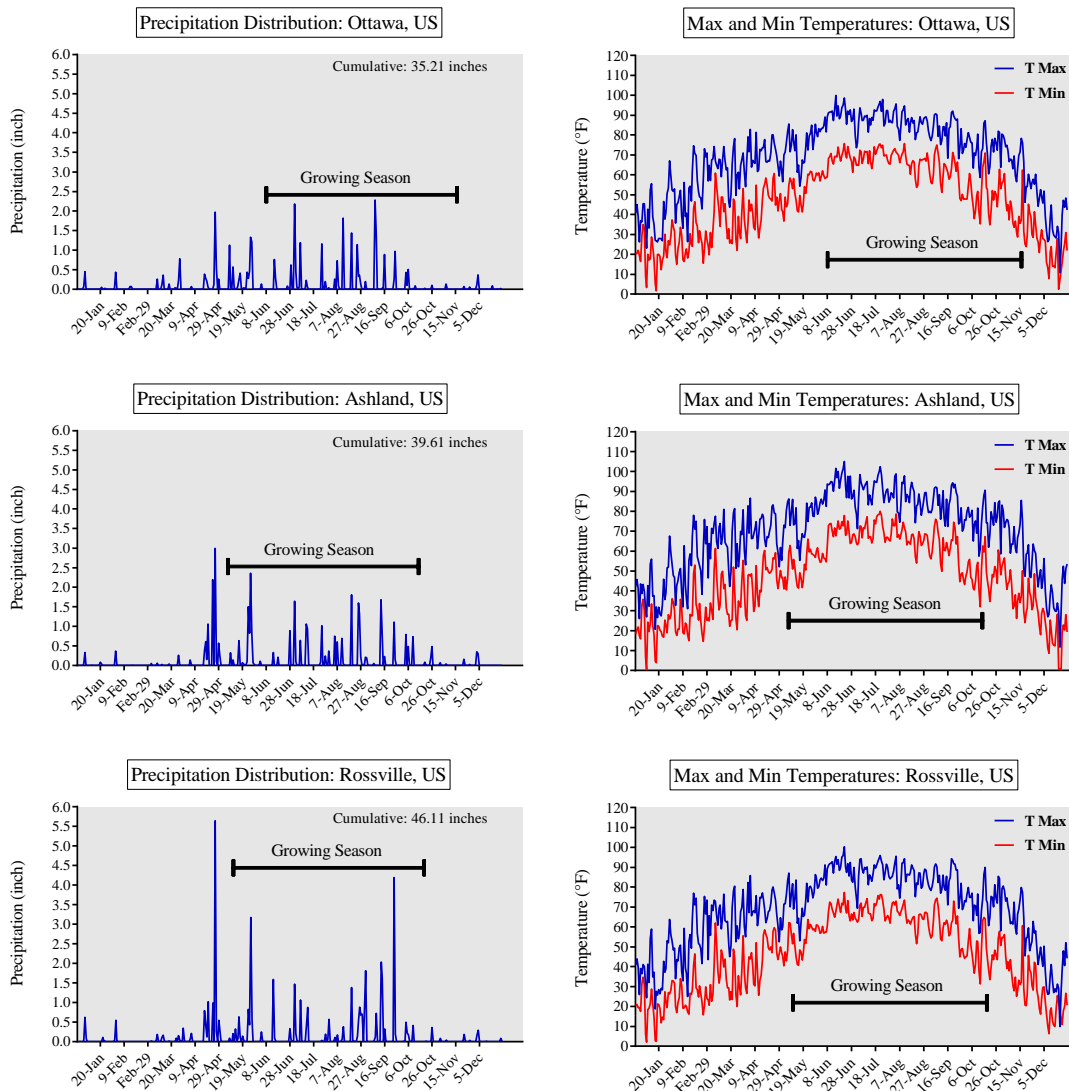 Precipitation Distribution: Ottawa, US
Precipitation (inch)
6.0
5.5
5.0
4.5
4.0
3.5
3.0
2.5
2.0
1.5
1.0
0.5
0.0
Cumulative: 35.21 inches
Growing Season
20-Jan 9-Feb Feb-29 20-Mar 9-Apr 29-Apr 19-May 8-Jun 28-Jun 18-Jul 7-Aug 27-Aug 16-Sep 6-Oct 26-Oct 15-Nov 5-Dec
Max and Min Temperatures: Ottawa, US
Temperature (°F)
120
110
100
90
80
70
60
50
40
30
20
10
0
T Max
T Min
Growing Season
20-Jan 9-Feb Feb-29 20-Mar 9-Apr 29-Apr 19-May 8-Jun 28-Jun 18-Jul 7-Aug 27-Aug 16-Sep 6-Oct 26-Oct 15-Nov 5-Dec
Precipitation Distribution: Ashland, US
Precipitation (inch)
6.0
5.5
5.0
4.5
4.0
3.5
3.0
2.5
2.0
1.5
1.0
0.5
0.0
Cumulative: 39.61 inches
Growing Season
20-Jan 9-Feb Feb-29 20-Mar 9-Apr 29-Apr 19-May 8-Jun 28-Jun 18-Jul 7-Aug 27-Aug 16-Sep 6-Oct 26-Oct 15-Nov 5-Dec
Max and Min Temperatures: Ashland, US
Temperature (°F)
120
110
100
90
80
70
60
50
40
30
20
10
0
T Max
T Min
Growing Season
20-Jan 9-Feb Feb-29 20-Mar 9-Apr 29-Apr 19-May 8-Jun 28-Jun 18-Jul 7-Aug 27-Aug 16-Sep 6-Oct 26-Oct 15-Nov 5-Dec
Precipitation Distribution: Rossville, US
Precipitation (inch)
6.0
5.5
5.0
4.5
4.0
3.5
3.0
2.5
2.0
1.5
1.0
0.5
0.0
Cumulative: 46.11 inches
Growing Season
20-Jan 9-Feb Feb-29 20-Mar 9-Apr 29-Apr 19-May 8-Jun 28-Jun 18-Jul 7-Aug 27-Aug 16-Sep 6-Oct 26-Oct 15-Nov 5-Dec
Max and Min Temperatures: Rossville, US
Temperature (°F)
120
110
100
90
80
70
60
50
40
30
20
10
0
T Max
T Min
Growing Season
20-Jan 9-Feb Feb-29 20-Mar 9-Apr 29-Apr 19-May 8-Jun 28-Jun 18-Jul 7-Aug 27-Aug 16-Sep 6-Oct 26-Oct 15-Nov 5-Dec